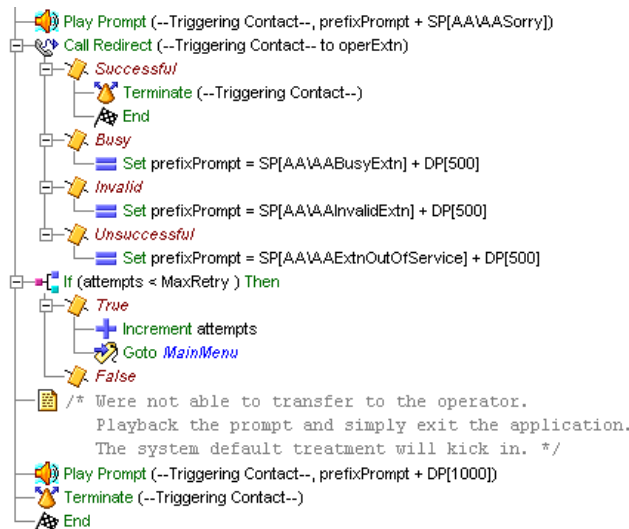 Play Prompt (--Triggering Contact--, prefixPrompt + SP[AA\AASorry])
Call Redirect (--Triggering Contact-- to operExtn)
Successful
Terminate (--Triggering Contact--)
End
Busy
Set prefixPrompt = SP[AA\AABusyExtn] + DP[500]
Invalid
Set prefixPrompt = SP[AA\AAInvalidExtn] + DP[500]
Unsuccessful
Set prefixPrompt = SP[AA\AAExtnOutOfService] + DP[500]
If (attempts < MaxRetry ) Then
True
Increment attempts
Goto MainMenu
False
/* Were not able to transfer to the operator.
Playback the prompt and simply exit the application.
The system default treatment will kick in. */
Play Prompt (--Triggering Contact--, prefixPrompt + DP[1000])
Terminate (--Triggering Contact--)
End